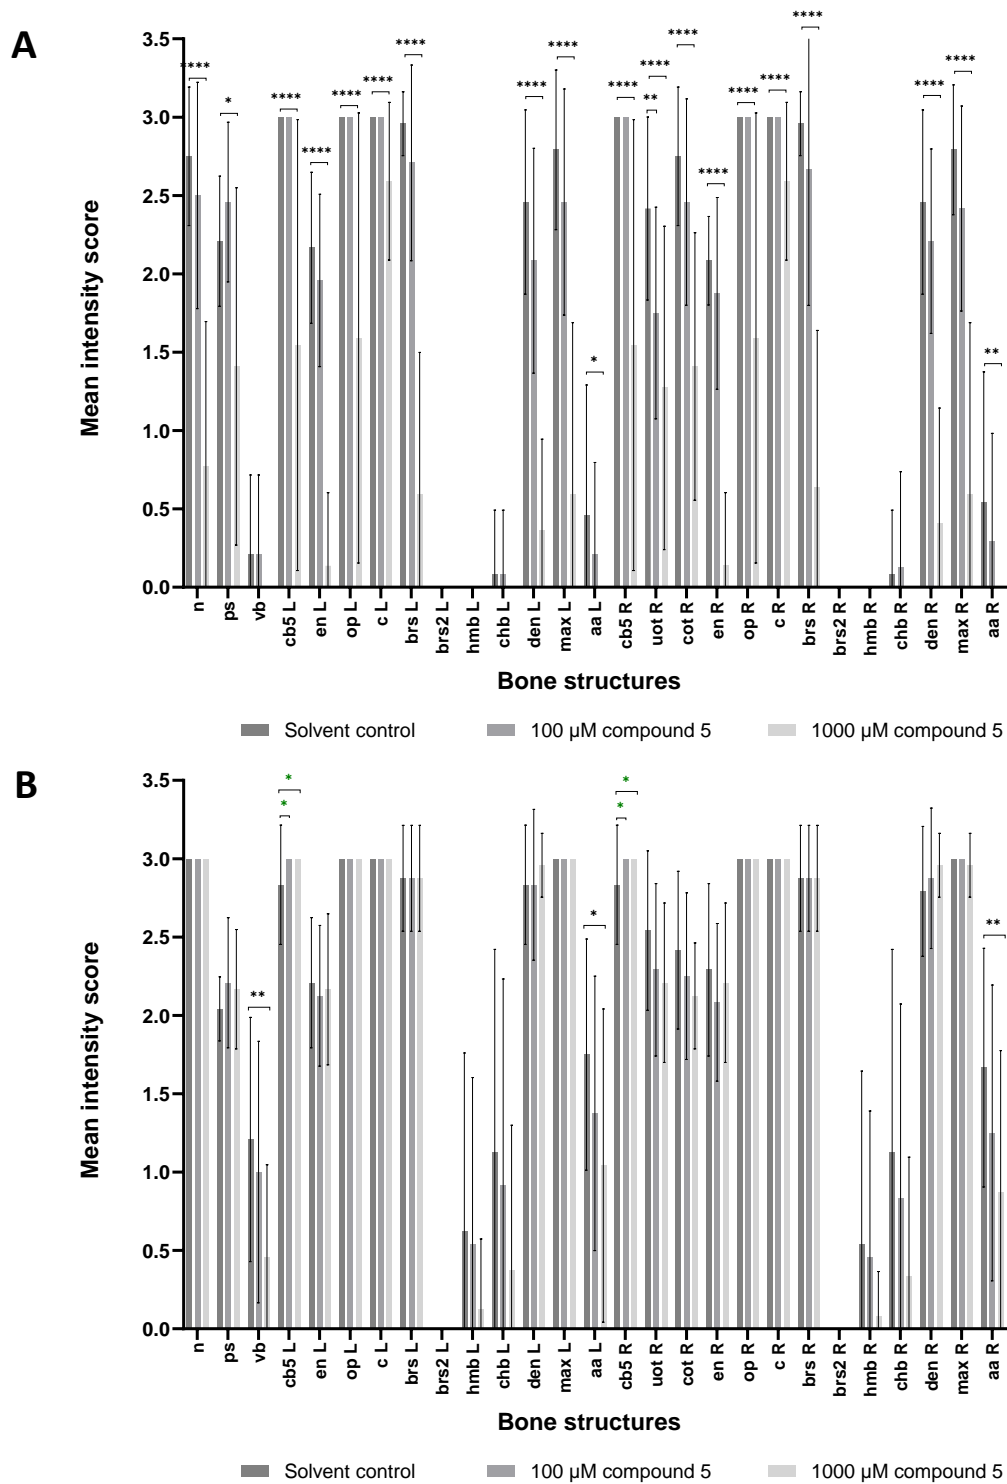 A
Mean intensity score
3.5
3.0
2.5
2.0
1.5
1.0
0.5
0.0
**** * **** **** **** **** **** **** **** * **** ** **** **** **** **** **** **** **** **** **
n ps vb cb5 L en L op L c L brs L brs2 L hmb L chb L den L max L aa L cb5 R uot R cot R en R op R c R brs R brs2 R hmb R chb R den R max R aa R
Bone structures
Solvent control 100 µM compound 5 1000 µM compound 5
B
Mean intensity score
3.5
3.0
2.5
2.0
1.5
1.0
0.5
0.0
** * * * * * **
n ps vb cb5 L en L op L c L brs L brs2 L hmb L chb L den L max L aa L cb5 R uot R cot R en R op R c R brs R brs2 R hmb R chb R den R max R aa R
Bone structures
Solvent control 100 µM compound 5 1000 µM compound 5